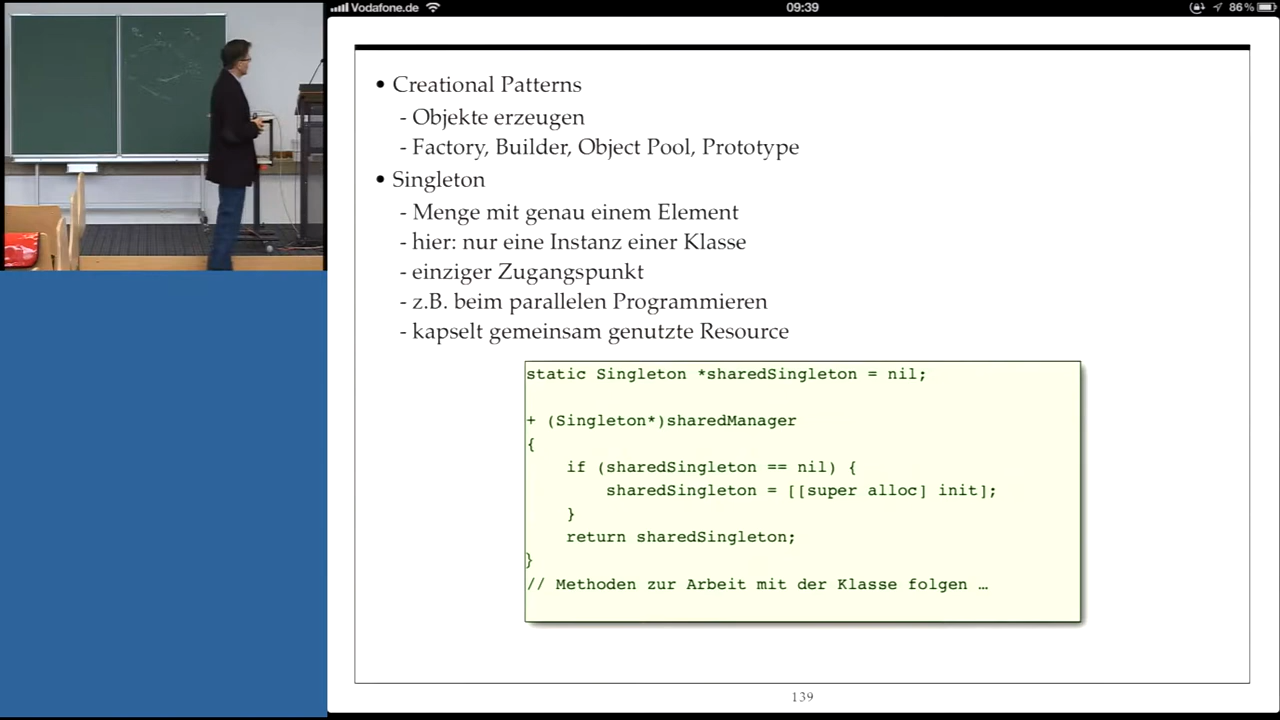 Vodafone.de
09:39
86%
• Creational Patterns
- Objekte erzeugen
- Factory, Builder, Object Pool, Prototype
• Singleton
- Menge mit genau einem Element
- hier: nur eine Instanz einer Klasse
- einziger Zugangspunkt
- z.B. beim parallelen Programmieren
- kapselt gemeinsam genutzte Resource
static Singleton *sharedSingleton = nil;
+ (Singleton*)sharedManager
{
if (sharedSingleton == nil) {
sharedSingleton = [[super alloc] init];
}
return sharedSingleton;
}
// Methoden zur Arbeit mit der Klasse folgen …
139